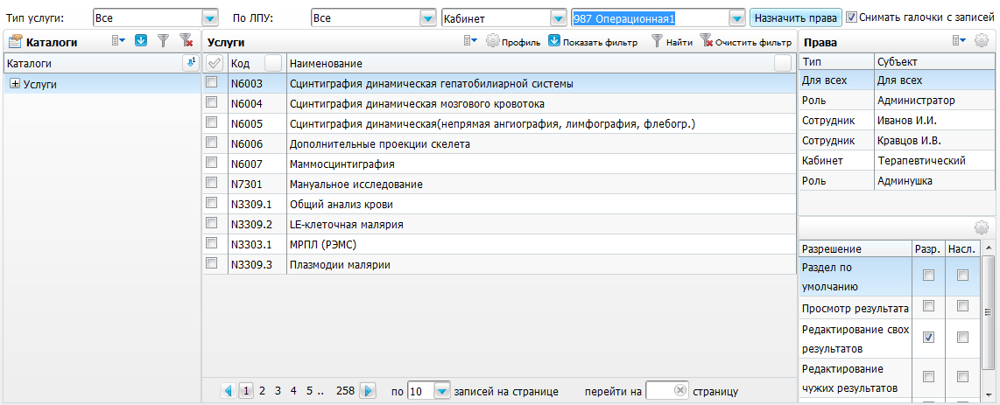 Тип услуги: Все По ЛПУ: Все Кабинет 987 Операционная1 Назначить права Снимать галочки с записей
Каталоги
Каталоги
Услуги
Услуги Профиль Показать фильтр Найти Очистить фильтр
Код Наименование
N6003 Сцинтиграфия динамическая гепатобилиарной системы
N6004 Сцинтиграфия динамическая мозгового кровотока
N6005 Сцинтиграфия динамическая(непрямая ангиография, лимфография, флебогр.)
N6006 Дополнительные проекции скелета
N6007 Маммосцинтиграфия
N7301 Мануальное исследование
N3309.1 Общий анализ крови
N3309.2 LE-клеточная малярия
N3303.1 МРПЛ (РЭМС)
N3309.3 Плазмодии малярии
1 2 3 4 5 .. 258 по 10 записей на странице перейти на страницу
Права
Тип Субъект
Для всех Для всех
Роль Администратор
Сотрудник Иванов И.И.
Сотрудник Кравцов И.В.
Кабинет Терапевтический
Роль Админушка
Разрешение Разр. Насл.
Раздел по
умолчанию
Просмотр результата
Редактирование свох
результатов
Редактирование
чужих результатов